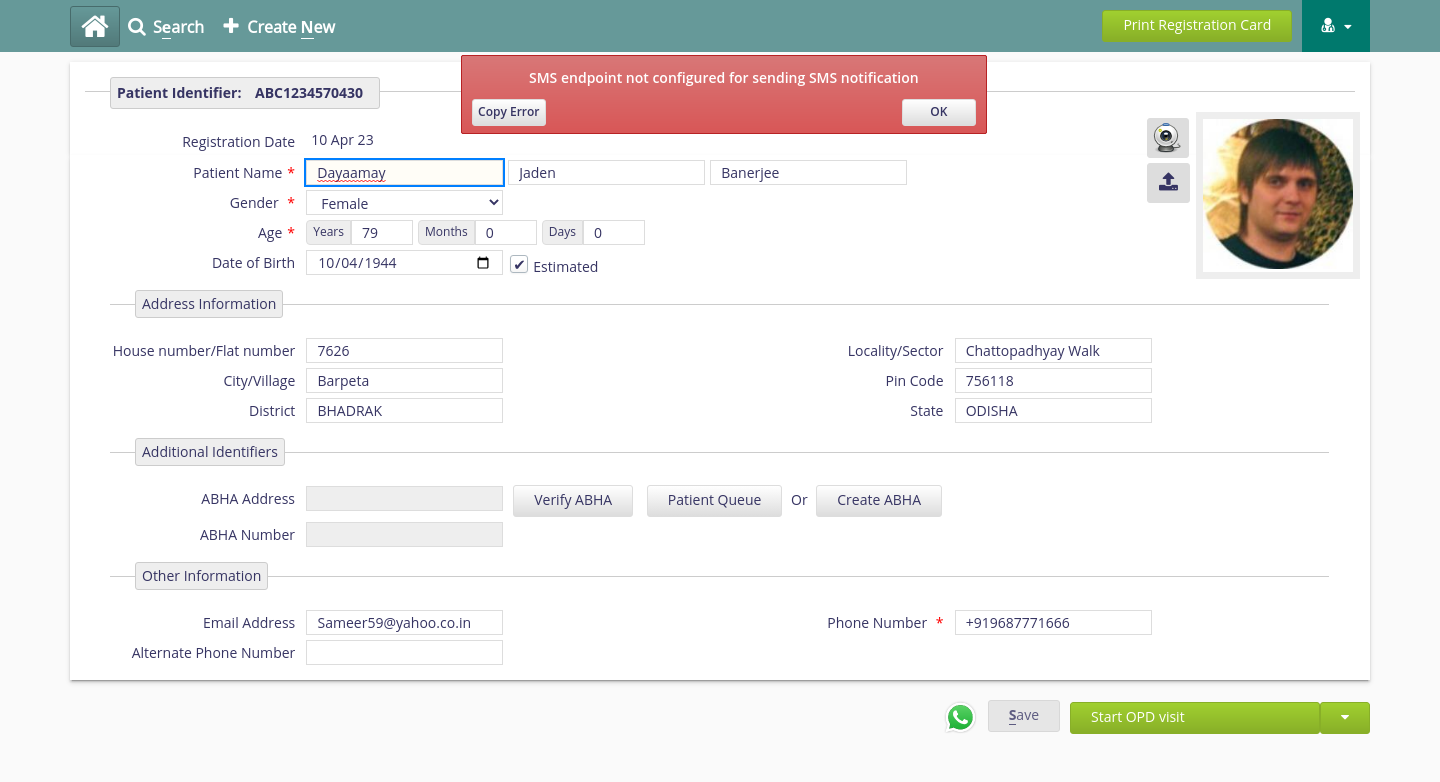 Search
Create New
Print Registration Card
SMS endpoint not configured for sending SMS notification
Copy Error
OK
Patient Identifier: ABC1234570430
Registration Date 10 Apr 23
Patient Name * Dayaamay Jaden Banerjee
Gender * Female
Age * Years 79 Months 0 Days 0
Date of Birth 10/04/1944 ✔ Estimated
Address Information
House number/Flat number 7626
Locality/Sector Chattopadhyay Walk
City/Village Barpeta
Pin Code 756118
District BHADRAK
State ODISHA
Additional Identifiers
ABHA Address Verify ABHA Patient Queue Or Create ABHA
ABHA Number
Other Information
Email Address Sameer59@yahoo.co.in
Phone Number * +919687771666
Alternate Phone Number
Save
Start OPD visit